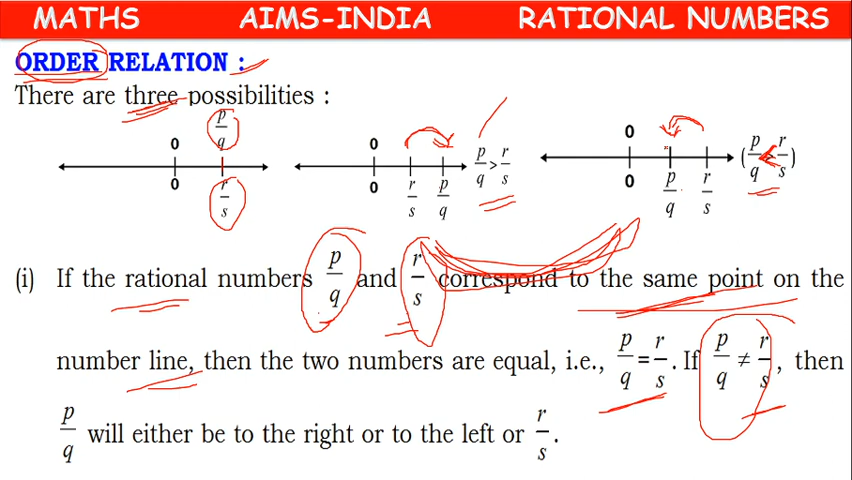 MATHS AIMS-INDIA RATIONAL NUMBERS
ORDER RELATION :
There are three possibilities :
0 p/q 0 r/s
0 0 r/s p/q p/q > r/s
0 0 p/q r/s (p/q < r/s)
(i) If the rational numbers p/q and r/s correspond to the same point on the
number line, then the two numbers are equal, i.e., p/q = r/s. If p/q ≠ r/s, then
p/q will either be to the right or to the left or r/s.